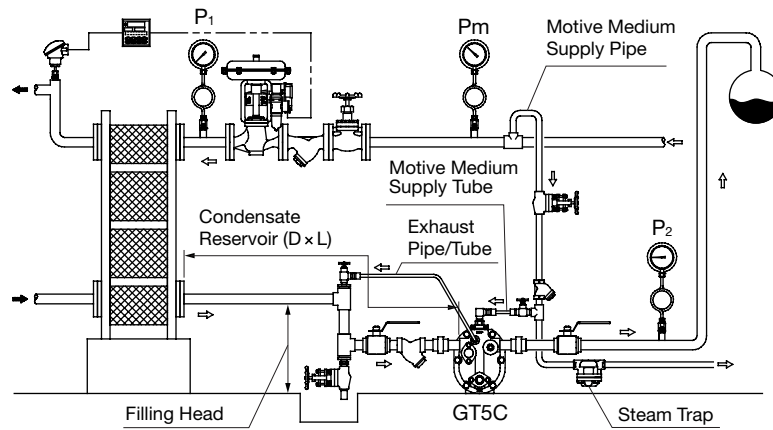 P₁
Pm
Motive Medium
Supply Pipe
Motive Medium
Supply Tube
Condensate
Reservoir (D × L)
Exhaust
Pipe/Tube
P₂
Filling Head
GT5C
Steam Trap